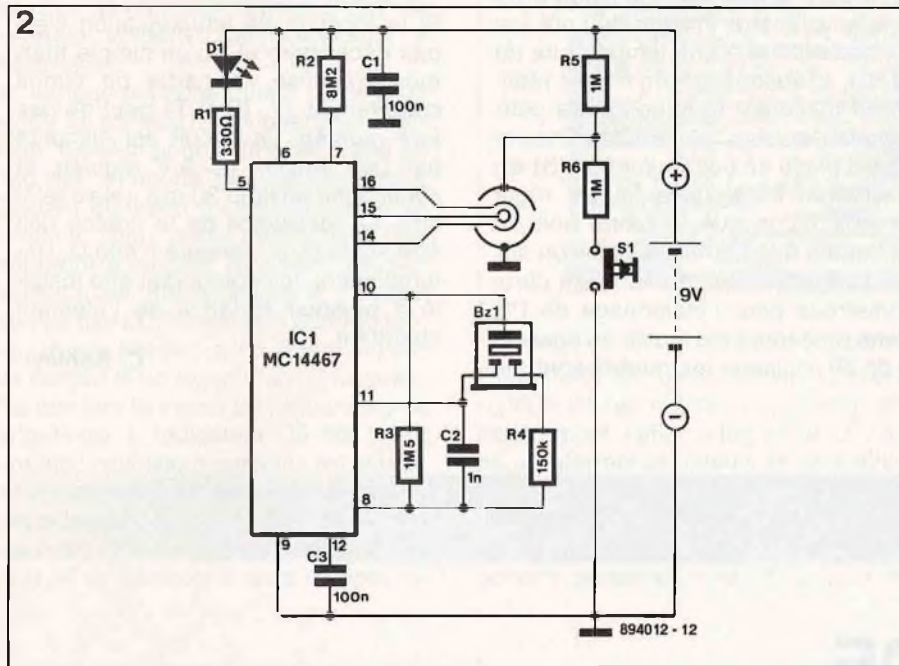 2
D1
R1
330Ω
R2
8M2
C1
100n
R5
1M
R6
1M
6
7
5
16
15
14
10
11
8
9
12
IC1
MC14467
Bz1
R3
1M5
C2
1n
R4
150k
C3
100n
S1
+
9V
−
894012 - 12